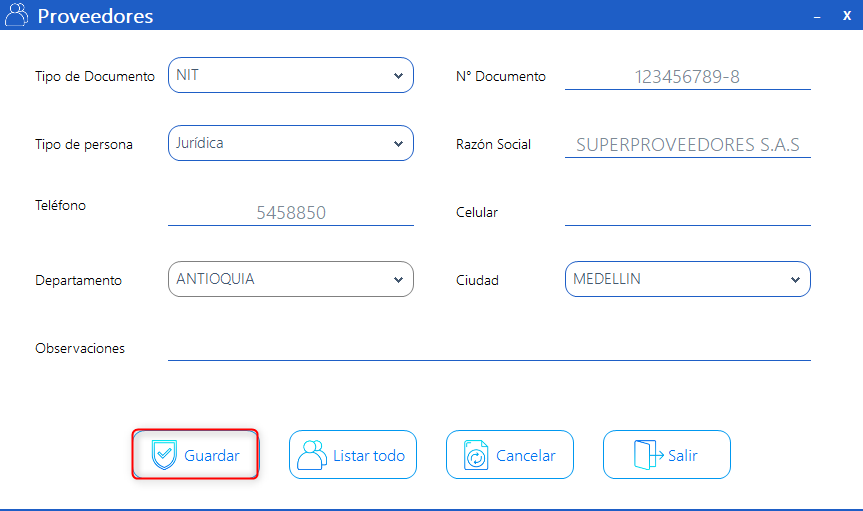 Proveedores
Tipo de Documento NIT N° Documento 123456789-8
Tipo de persona Jurídica Razón Social SUPERPROVEEDORES S.A.S
Teléfono 5458850 Celular
Departamento ANTIOQUIA Ciudad MEDELLIN
Observaciones
Guardar Listar todo Cancelar Salir